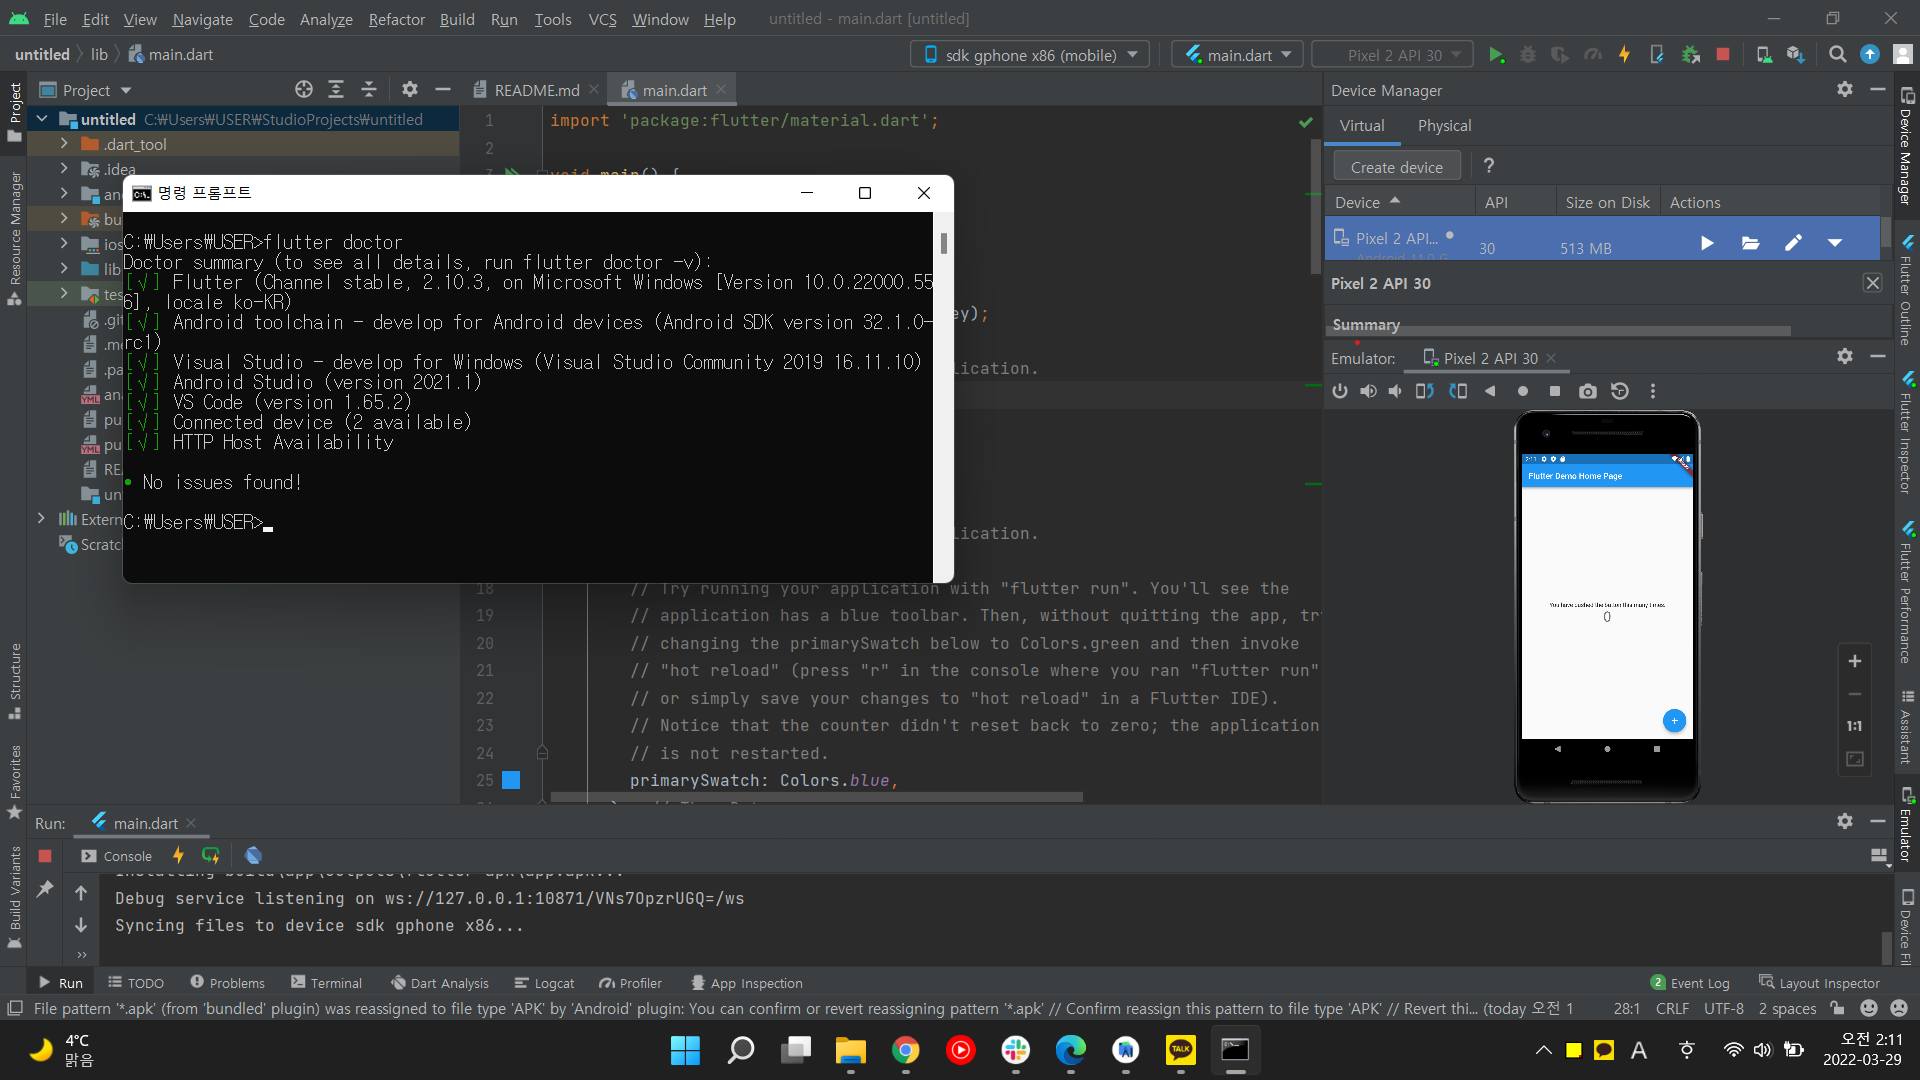 File Edit View Navigate Code Analyze Refactor Build Run Tools VCS Window Help untitled - main.dart [untitled]
untitled lib main.dart
sdk gphone x86 (mobile) main.dart Pixel 2 API 30
Project
README.md main.dart
Device Manager
untitled C:₩Users₩USER₩StudioProjects₩untitled
.dart_tool
.idea
lib
Extern
Scratc
1 import 'package:flutter/material.dart';
2
Virtual Physical
Create device ?
Device API Size on Disk Actions
Pixel 2 API... 30 513 MB
Pixel 2 API 30
Summary
Emulator: Pixel 2 API 30
명령 프롬프트
C:₩Users₩USER>flutter doctor
Doctor summary (to see all details, run flutter doctor -v):
[√] Flutter (Channel stable, 2.10.3, on Microsoft Windows [Version 10.0.22000.55
6], locale ko-KR)
[√] Android toolchain - develop for Android devices (Android SDK version 32.1.0-
rc1)
[√] Visual Studio - develop for Windows (Visual Studio Community 2019 16.11.10)
[√] Android Studio (version 2021.1)
[√] VS Code (version 1.65.2)
[√] Connected device (2 available)
[√] HTTP Host Availability
• No issues found!
C:₩Users₩USER>
ey);
lication.
lication.
18 // Try running your application with "flutter run". You'll see the
19 // application has a blue toolbar. Then, without quitting the app, tr
20 // changing the primarySwatch below to Colors.green and then invoke
21 // "hot reload" (press "r" in the console where you ran "flutter run"
22 // or simply save your changes to "hot reload" in a Flutter IDE).
23 // Notice that the counter didn't reset back to zero; the application
24 // is not restarted.
25 primarySwatch: Colors.blue,
2:11
Flutter Demo Home Page
You have pushed the button this many times:
0
1:1
Project
Resource Manager
Structure
Favorites
Build Variants
Device Manager
Flutter Outline
Flutter Inspector
Flutter Performance
Assistant
Emulator
Device Fil
Run: main.dart
Console
Debug service listening on ws://127.0.0.1:10871/VNs7OpzrUGQ=/ws
Syncing files to device sdk gphone x86...
Run TODO Problems Terminal Dart Analysis Logcat Profiler App Inspection 2 Event Log Layout Inspector
File pattern '*.apk' (from 'bundled' plugin) was reassigned to file type 'APK' by 'Android' plugin: You can confirm or revert reassigning pattern '*.apk' // Confirm reassign this pattern to file type 'APK' // Revert thi... (today 오전 1 28:1 CRLF UTF-8 2 spaces
4°C
맑음
TALK
A
오전 2:11
2022-03-29